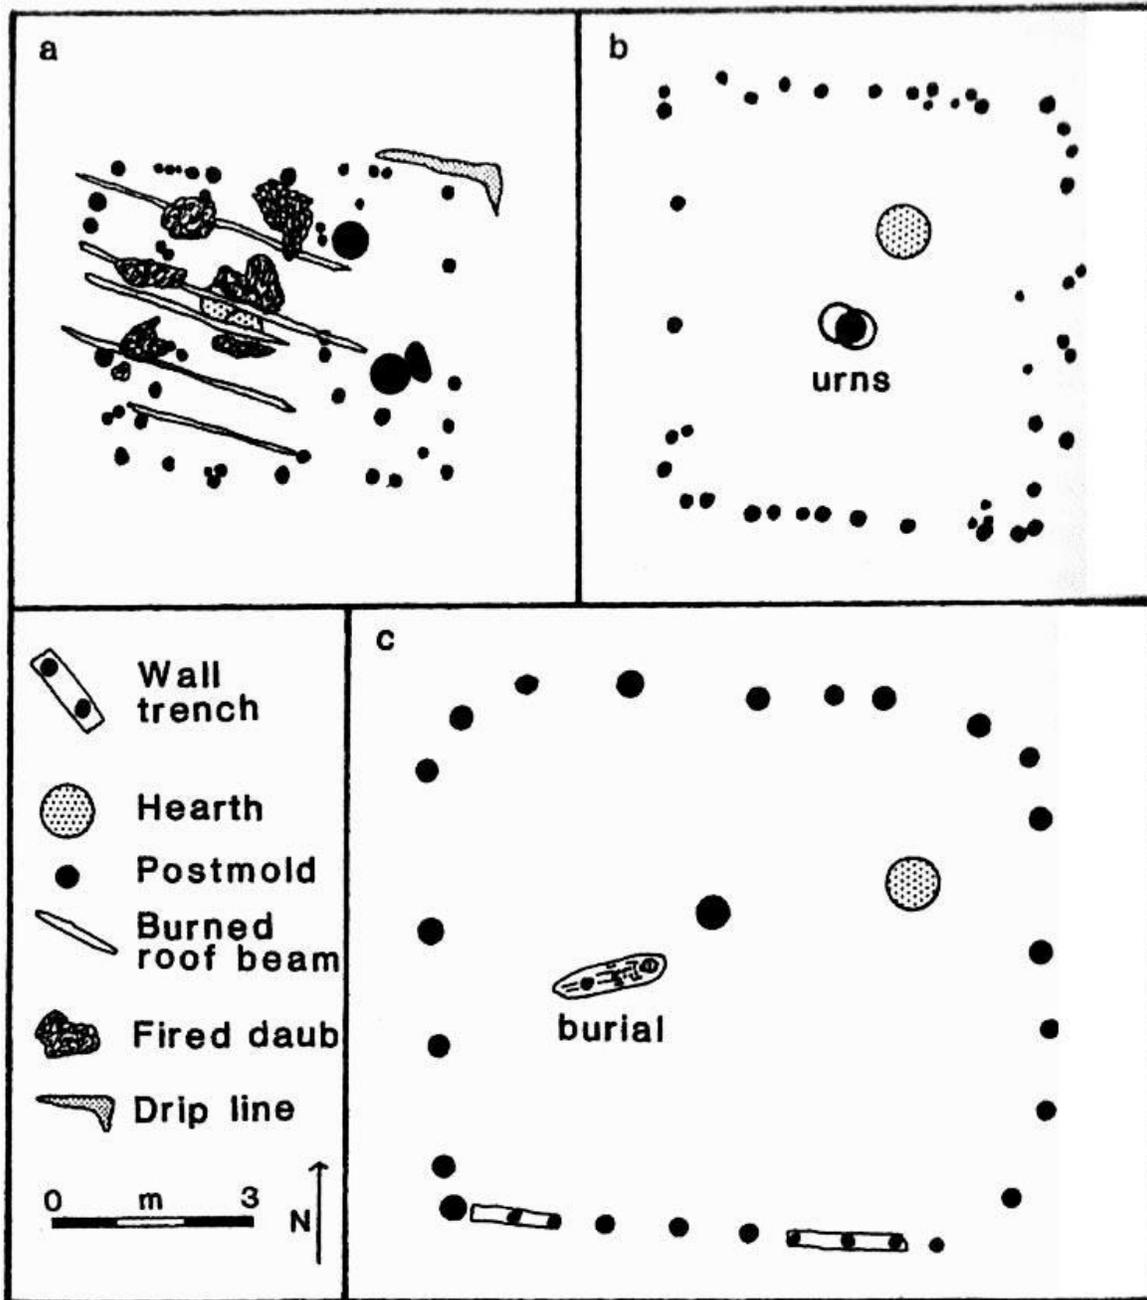 a
b
urns
Wall
trench
Hearth
Postmold
Burned
roof beam
Fired daub
Drip line
0 m 3
N
c
burial